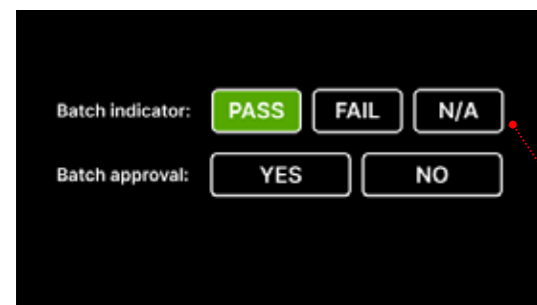 Batch indicator: PASS FAIL N/A
Batch approval: YES NO